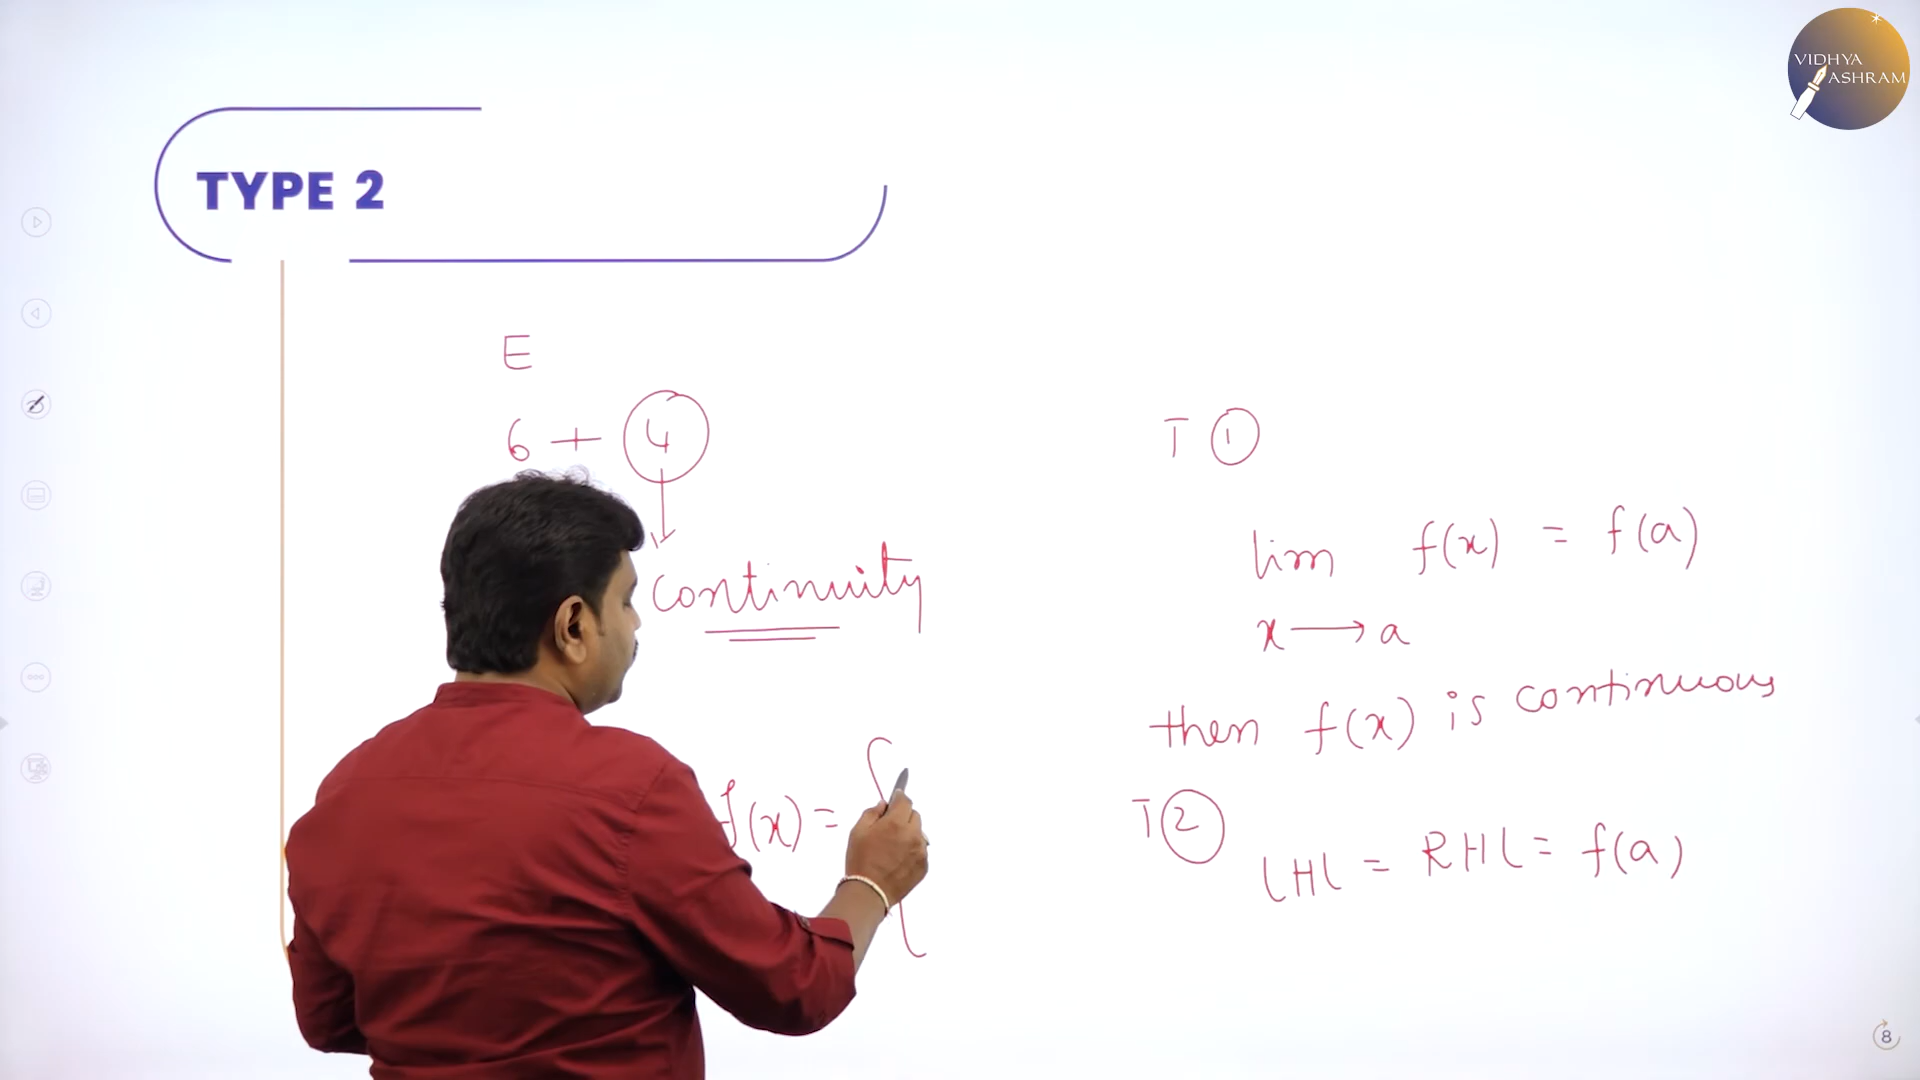 VIDHYA
ASHRAM
TYPE 2
E
6 + 4
continuity
f(x) = {
T 1
lim f(x) = f(a)
x → a
then f(x) is continuous
T 2
LHL = RHL = f(a)
8